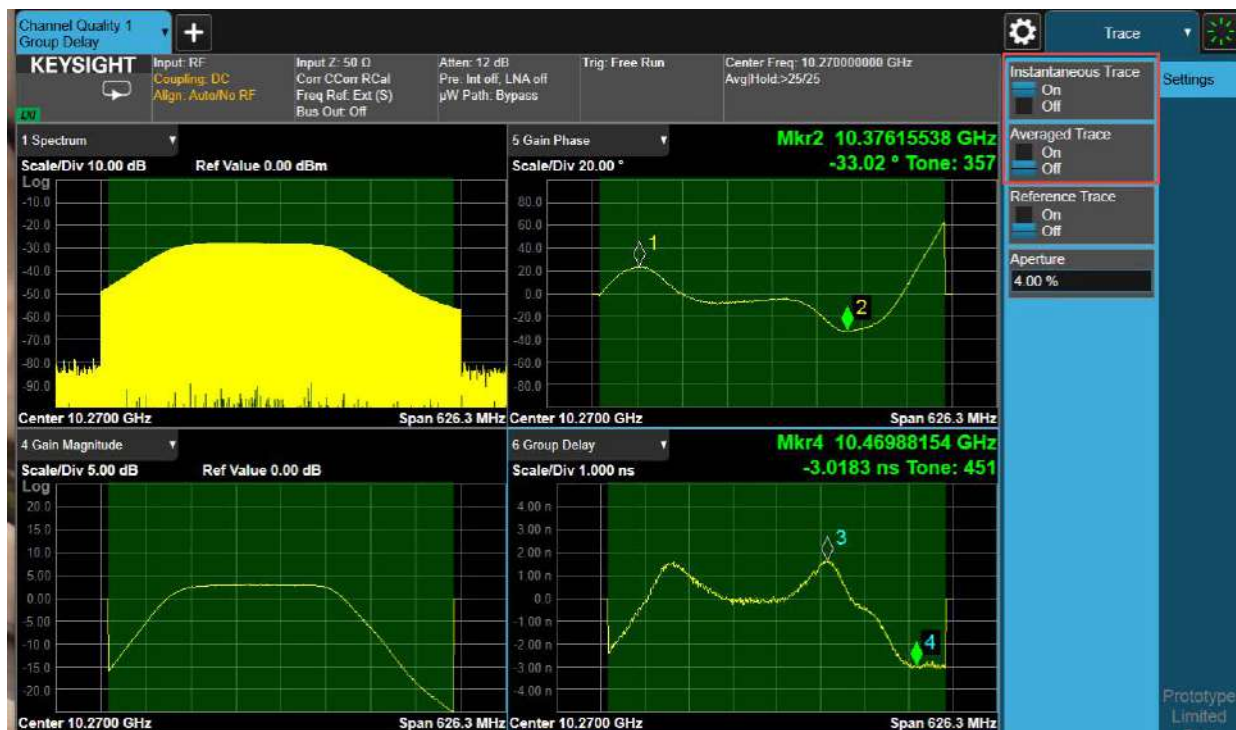 Channel Quality 1
Group Delay
Trace
KEYSIGHT
Input: RF
Coupling: DC
Align: Auto/No RF
Input Z: 50 Ω
Corr CCorr RCal
Freq Ref: Ext (S)
Bus Out: Off
Atten: 12 dB
Pre: Int off, LNA off
µW Path: Bypass
Trig: Free Run
Center Freq: 10.270000000 GHz
Avg|Hold:>25/25
LXI
1 Spectrum
Scale/Div 10.00 dB
Ref Value 0.00 dBm
Log
-10.0
-20.0
-30.0
-40.0
-50.0
-60.0
-70.0
-80.0
-90.0
Center 10.2700 GHz
Span 626.3 MHz
5 Gain Phase
Mkr2 10.37615538 GHz
Scale/Div 20.00 °
-33.02 ° Tone: 357
80.0
60.0
40.0
20.0
0.0
-20.0
-40.0
-60.0
-80.0
1
2
Center 10.2700 GHz
Span 626.3 MHz
4 Gain Magnitude
Scale/Div 5.00 dB
Ref Value 0.00 dB
Log
20.0
15.0
10.0
5.00
0.00
-5.00
-10.0
-15.0
-20.0
Center 10.2700 GHz
Span 626.3 MHz
6 Group Delay
Mkr4 10.46988154 GHz
Scale/Div 1.000 ns
-3.0183 ns Tone: 451
4.00 n
3.00 n
2.00 n
1.00 n
0.0
-1.00 n
-2.00 n
-3.00 n
-4.00 n
3
4
Center 10.2700 GHz
Span 626.3 MHz
Instantaneous Trace
On
Off
Averaged Trace
On
Off
Reference Trace
On
Off
Aperture
4.00 %
Settings
Prototype
Limited